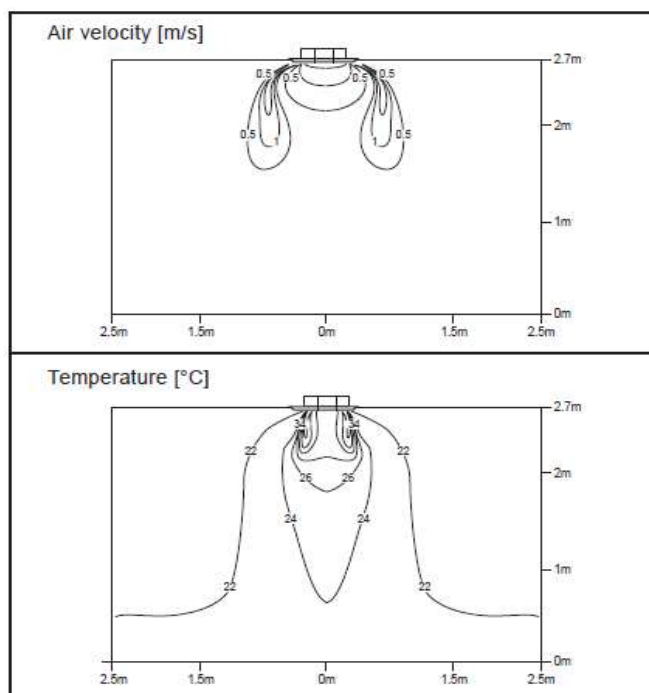 Air velocity [m/s]
2.7m
0.5 0.5
0.5 0.5
2m
0.5 1 1 0.5
1m
0m
2.5m 1.5m 0m 1.5m 2.5m
Temperature [°C]
2.7m
34 34
22 22
2m
26 26
24 24
1m
22 22
0m
2.5m 1.5m 0m 1.5m 2.5m